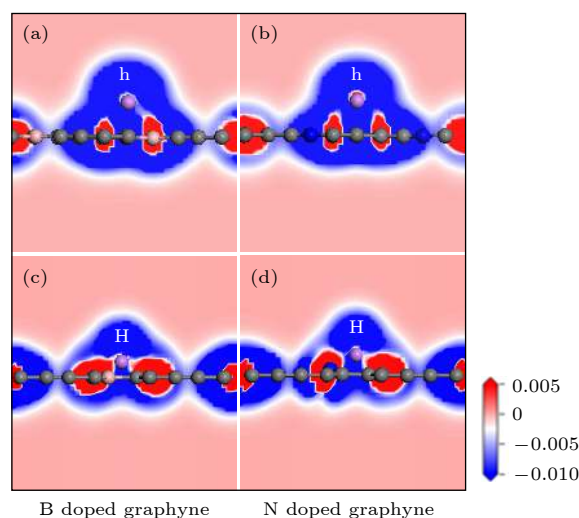 (a)
h
(b)
h
(c)
H
(d)
H
0.005
0
−0.005
−0.010
B doped graphyne
N doped graphyne